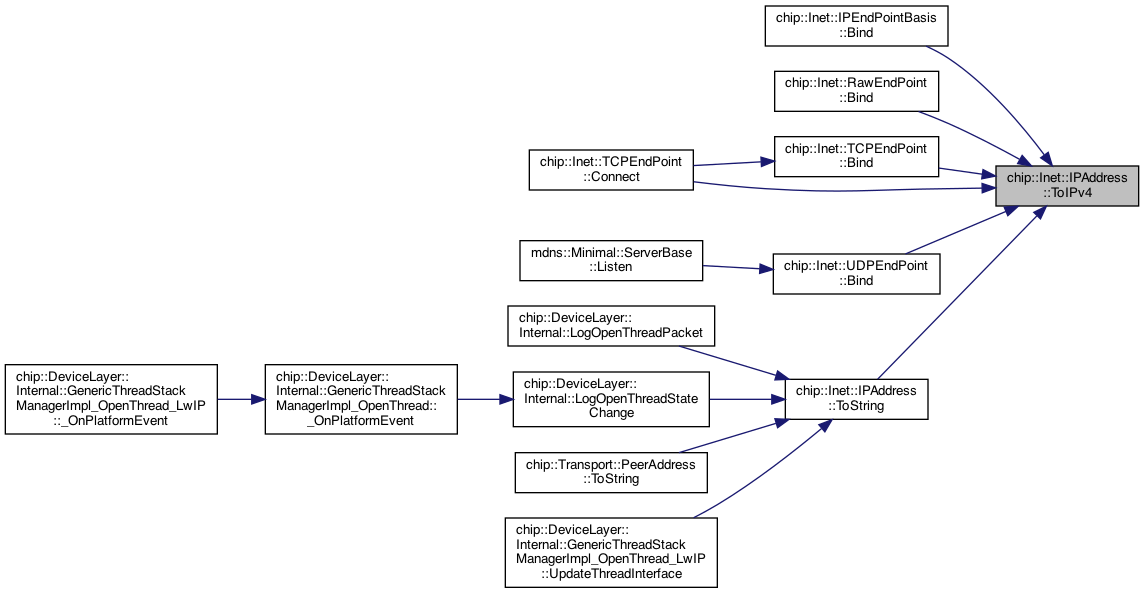 chip::Inet::IPEndPointBasis
::Bind
chip::Inet::RawEndPoint
::Bind
chip::Inet::TCPEndPoint
::Bind
chip::Inet::TCPEndPoint
::Connect
chip::Inet::IPAddress
::ToIPv4
mdns::Minimal::ServerBase
::Listen
chip::Inet::UDPEndPoint
::Bind
chip::DeviceLayer::
Internal::LogOpenThreadPacket
chip::DeviceLayer::
Internal::GenericThreadStack
ManagerImpl_OpenThread_LwIP
::_OnPlatformEvent
chip::DeviceLayer::
Internal::GenericThreadStack
ManagerImpl_OpenThread::
_OnPlatformEvent
chip::DeviceLayer::
Internal::LogOpenThreadState
Change
chip::Inet::IPAddress
::ToString
chip::Transport::PeerAddress
::ToString
chip::DeviceLayer::
Internal::GenericThreadStack
ManagerImpl_OpenThread_LwIP
::UpdateThreadInterface